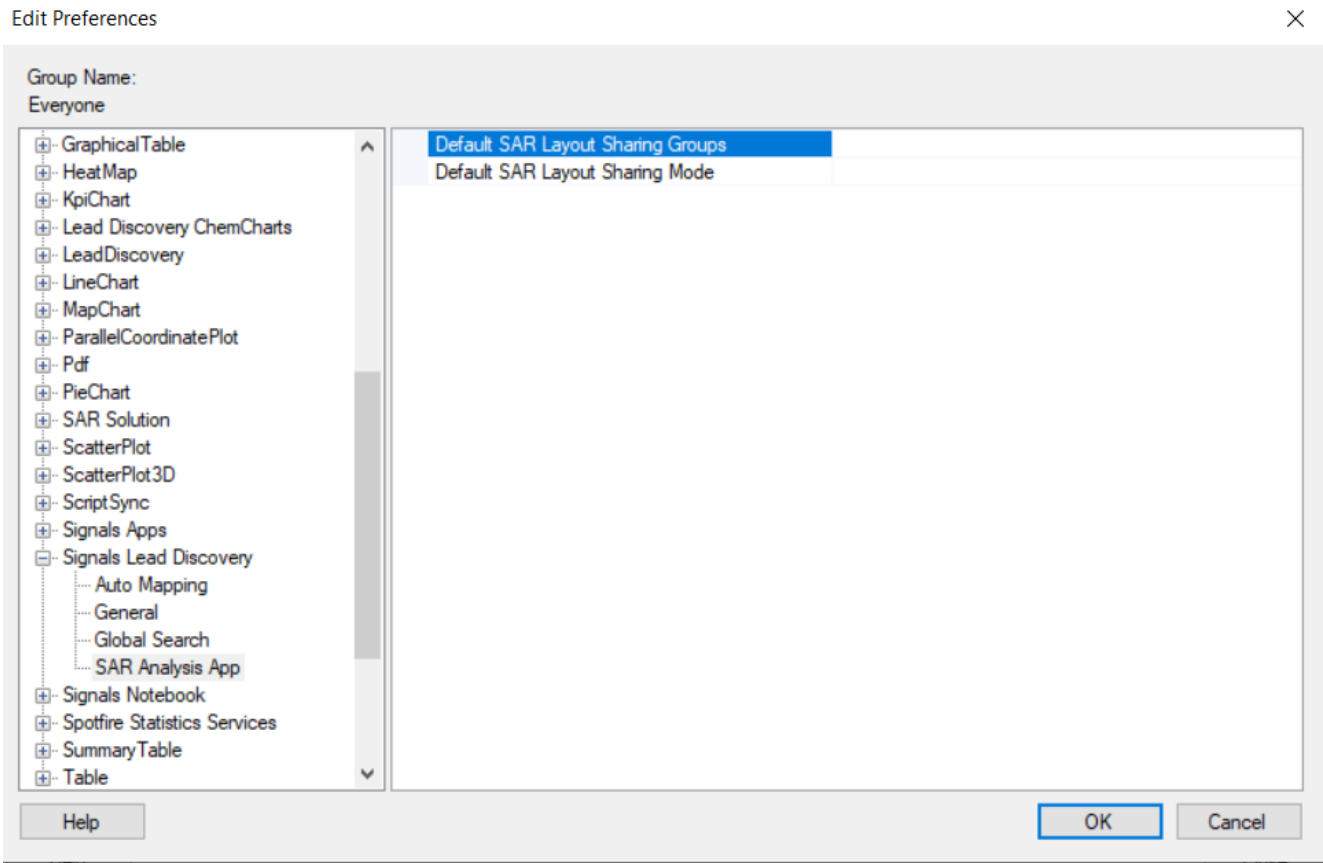 Edit Preferences
Group Name:
Everyone
GraphicalTable
HeatMap
KpiChart
Lead Discovery ChemCharts
LeadDiscovery
LineChart
MapChart
ParallelCoordinatePlot
Pdf
PieChart
SAR Solution
ScatterPlot
ScatterPlot3D
ScriptSync
Signals Apps
Signals Lead Discovery
Auto Mapping
General
Global Search
SAR Analysis App
Signals Notebook
Spotfire Statistics Services
SummaryTable
Table
Default SAR Layout Sharing Groups
Default SAR Layout Sharing Mode
Help
OK
Cancel